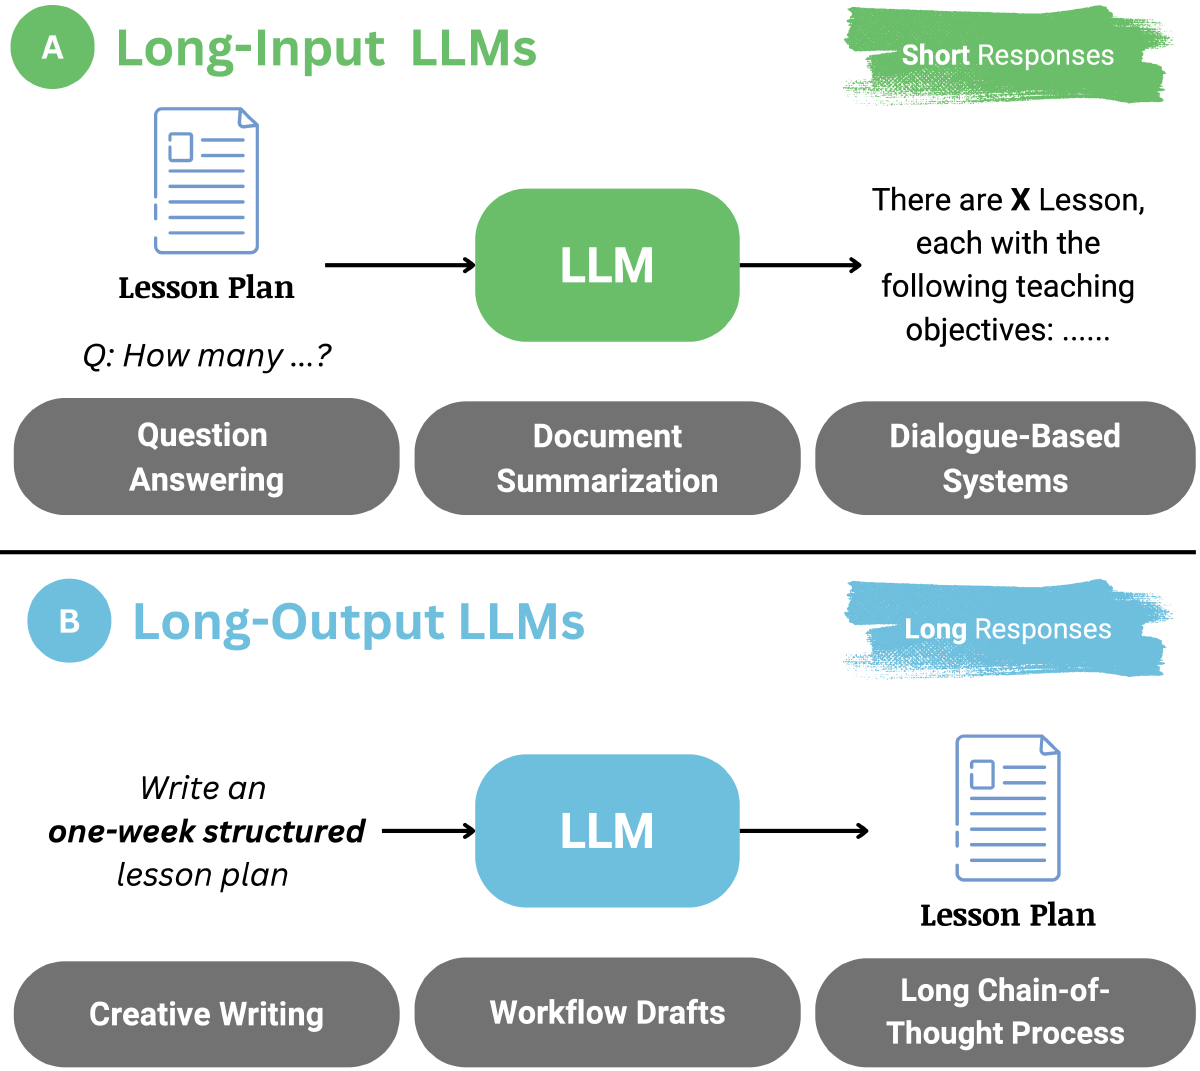 A
Long-Input LLMs
Short Responses
Lesson Plan
Q: How many ...?
LLM
There are X Lesson,
each with the
following teaching
objectives: ......
Question
Answering
Document
Summarization
Dialogue-Based
Systems
B
Long-Output LLMs
Long Responses
Write an
one-week structured
lesson plan
LLM
Lesson Plan
Creative Writing
Workflow Drafts
Long Chain-of-
Thought Process